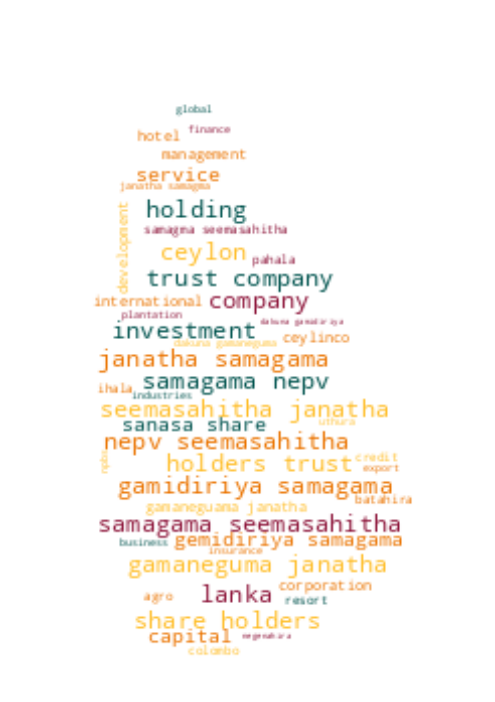 global
finance
hotel
management
service
janatha samagma
development
holding
samagma seemasahitha
ceylon
pahala
trust company
international company
plantation
dakuna gamidiriya
investment
ceylinco
dakuna gamaneguma
janatha samagama
samagama nepv
ihala
industries
seemasahitha janatha
sanasa share
uthura
nepv seemasahitha
holders trust
credit
export
gamidiriya samagama
batahira
gamaneguama janatha
samagama seemasahitha
business
gemidiriya samagama
insurance
gamaneguma janatha
corporation
agro
lanka
resort
share holders
capital
negenahira
colombo